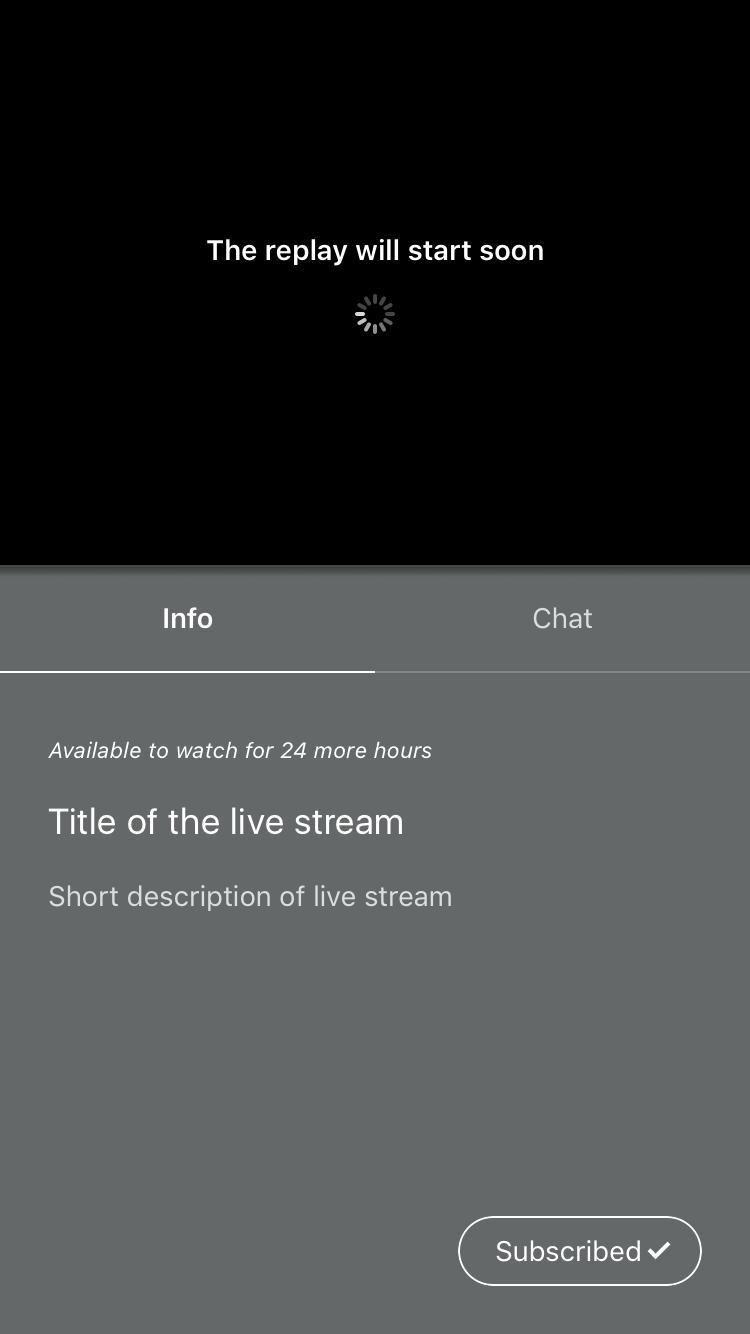 The replay will start soon
Info
Chat
Available to watch for 24 more hours
Title of the live stream
Short description of live stream
Subscribed